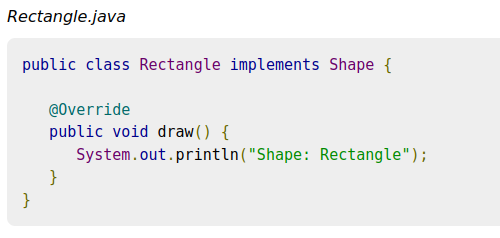 Rectangle.java
public class Rectangle implements Shape {
@Override
public void draw() {
System.out.println("Shape: Rectangle");
}
}